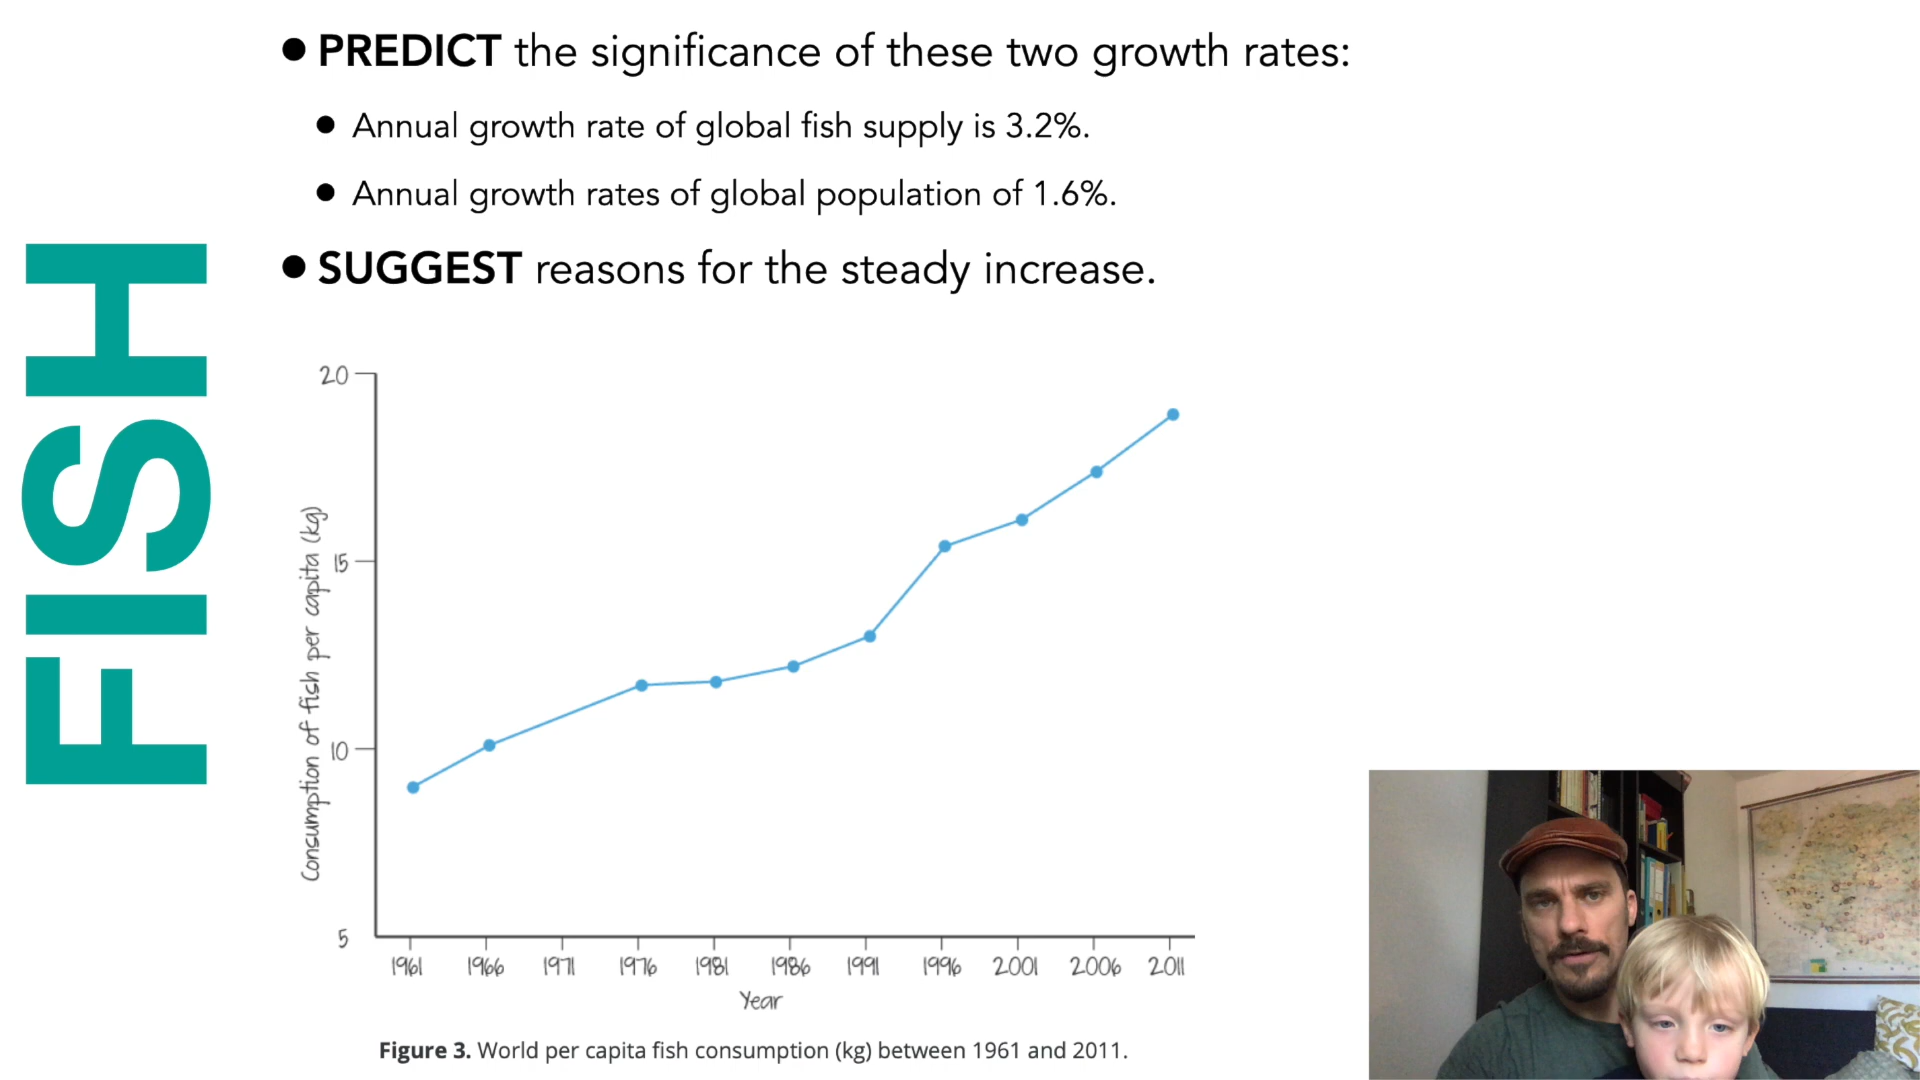 FISH
● PREDICT the significance of these two growth rates:
● Annual growth rate of global fish supply is 3.2%.
● Annual growth rates of global population of 1.6%.
● SUGGEST reasons for the steady increase.
Consumption of fish per capita (kg)
20
15
10
5
1961 1966 1971 1976 1981 1986 1991 1996 2001 2006 2011
Year
Figure 3. World per capita fish consumption (kg) between 1961 and 2011.